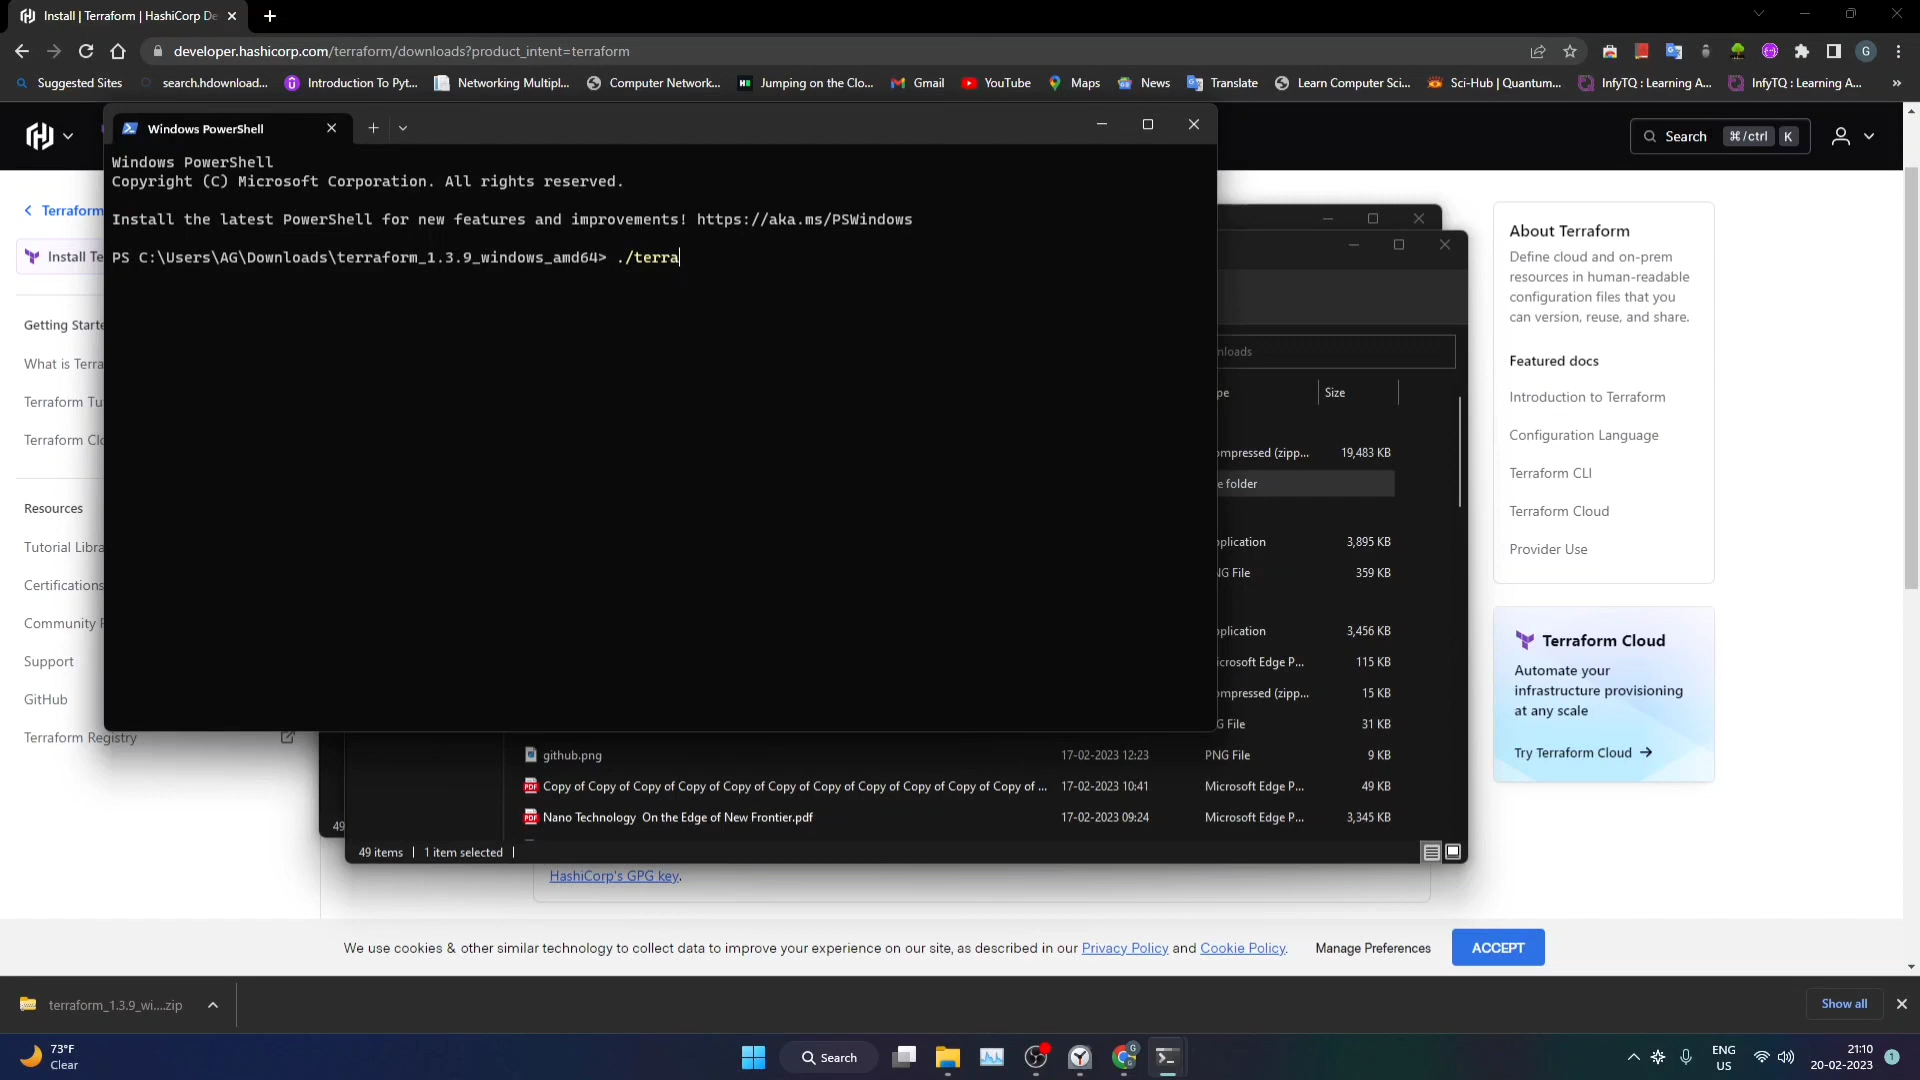 Install | Terraform | HashiCorp De
developer.hashicorp.com/terraform/downloads?product_intent=terraform
G
Suggested Sites
search.hdownload...
Introduction To Pyt...
Networking Multipl...
Computer Network...
Jumping on the Clo...
Gmail
YouTube
Maps
News
Translate
Learn Computer Sci...
Sci-Hub | Quantum...
InfyTQ : Learning A...
InfyTQ : Learning A...
Search
⌘/ctrl
K
Windows PowerShell
Windows PowerShell
Copyright (C) Microsoft Corporation. All rights reserved.
Install the latest PowerShell for new features and improvements! https://aka.ms/PSWindows
PS C:\Users\AG\Downloads\terraform_1.3.9_windows_amd64> ./terra
Terraform
Install Te
Getting Starte
What is Terra
Terraform Tu
Terraform Clo
Resources
Tutorial Libra
Certifications
Community F
Support
GitHub
Terraform Registry
nloads
pe
Size
ompressed (zipp...
19,483 KB
e folder
pplication
3,895 KB
NG File
359 KB
pplication
3,456 KB
icrosoft Edge P...
115 KB
ompressed (zipp...
15 KB
G File
31 KB
github.png
17-02-2023 12:23
PNG File
9 KB
Copy of Copy of Copy of Copy of Copy of Copy of Copy of Copy of Copy of Copy of Copy of ...
17-02-2023 10:41
Microsoft Edge P...
49 KB
Nano Technology On the Edge of New Frontier.pdf
17-02-2023 09:24
Microsoft Edge P...
3,345 KB
49
49 items
1 item selected
HashiCorp's GPG key.
About Terraform
Define cloud and on-prem
resources in human-readable
configuration files that you
can version, reuse, and share.
Featured docs
Introduction to Terraform
Configuration Language
Terraform CLI
Terraform Cloud
Provider Use
Terraform Cloud
Automate your
infrastructure provisioning
at any scale
Try Terraform Cloud
We use cookies & other similar technology to collect data to improve your experience on our site, as described in our Privacy Policy and Cookie Policy.
Manage Preferences
ACCEPT
terraform_1.3.9_wi....zip
Show all
73°F
Clear
Search
G
ENG
US
21:10
20-02-2023
1